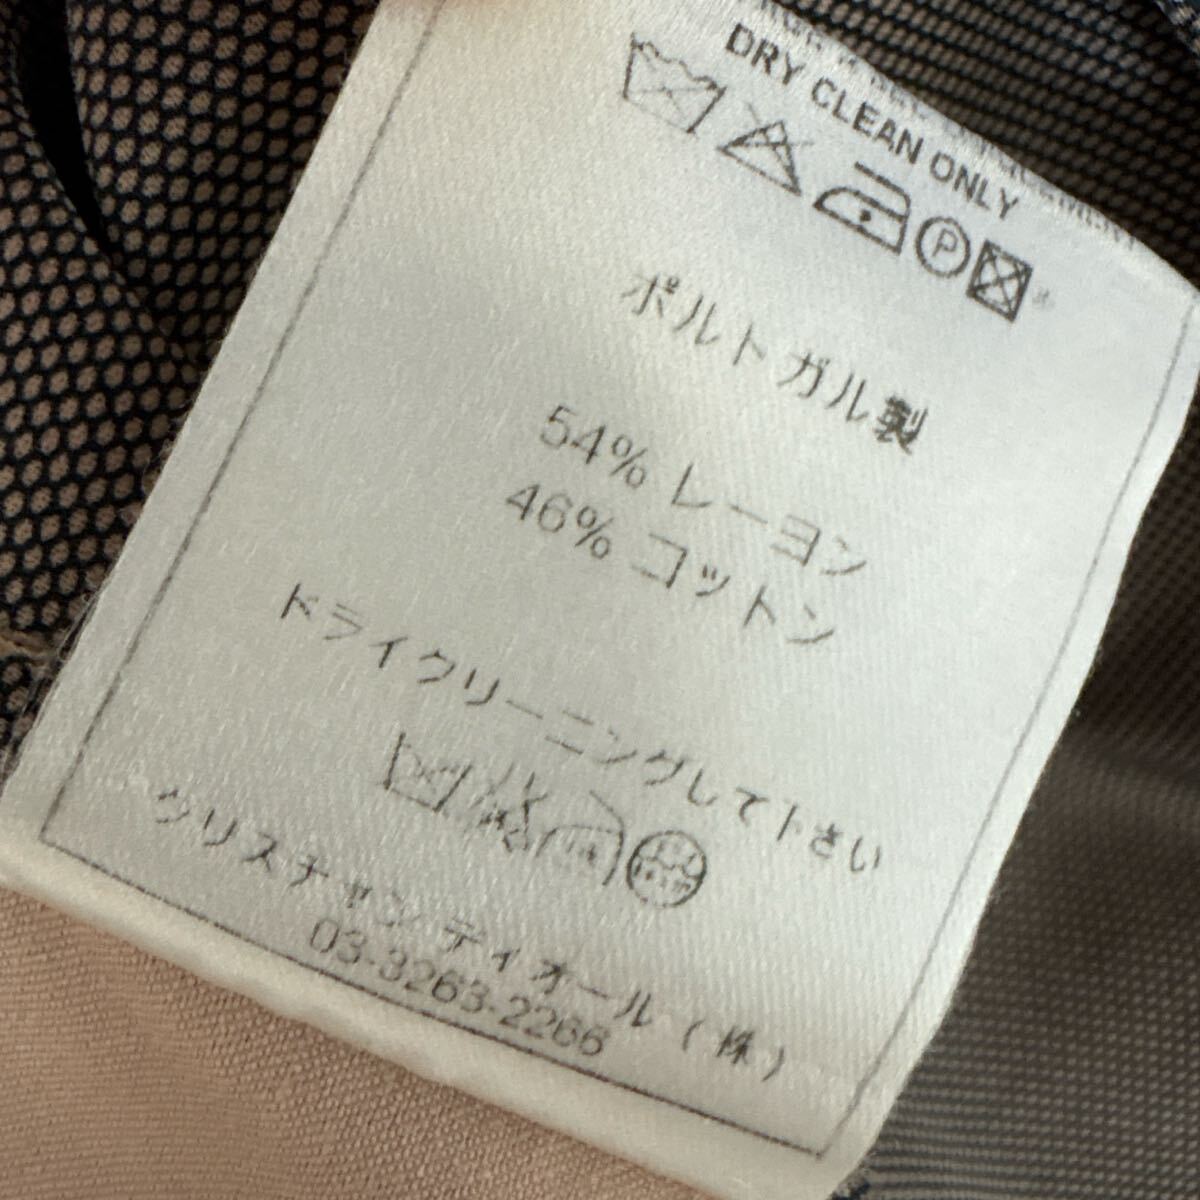 DRY CLEAN ONLY
P
ポルトガル製
54% レーヨン
46% コットン
ドライクリーニングして下さい
クリスチャン ディオール (株)
03-3263-2266